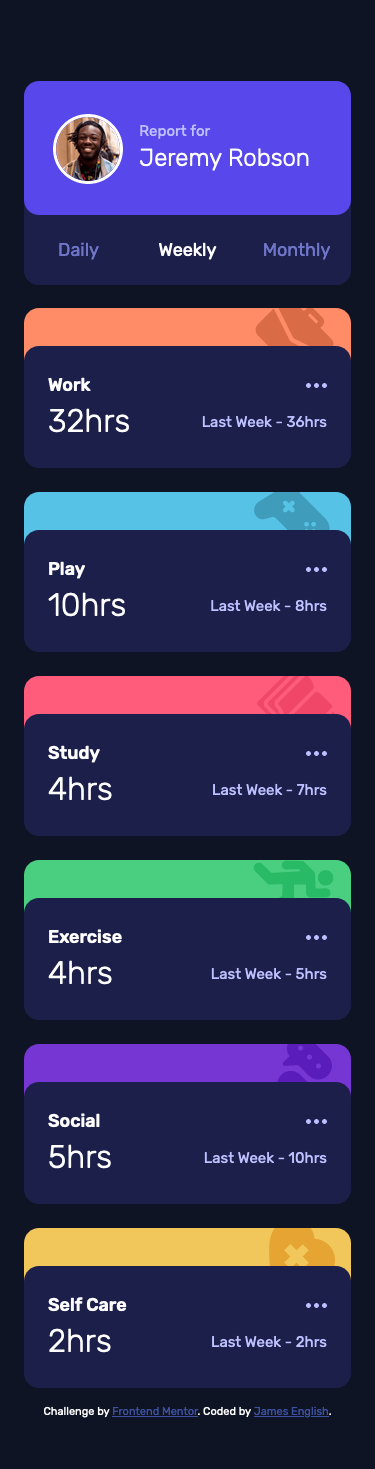 Report for
Jeremy Robson
Daily Weekly Monthly
Work
32hrs Last Week - 36hrs
Play
10hrs Last Week - 8hrs
Study
4hrs Last Week - 7hrs
Exercise
4hrs Last Week - 5hrs
Social
5hrs Last Week - 10hrs
Self Care
2hrs Last Week - 2hrs
Challenge by Frontend Mentor. Coded by James English.